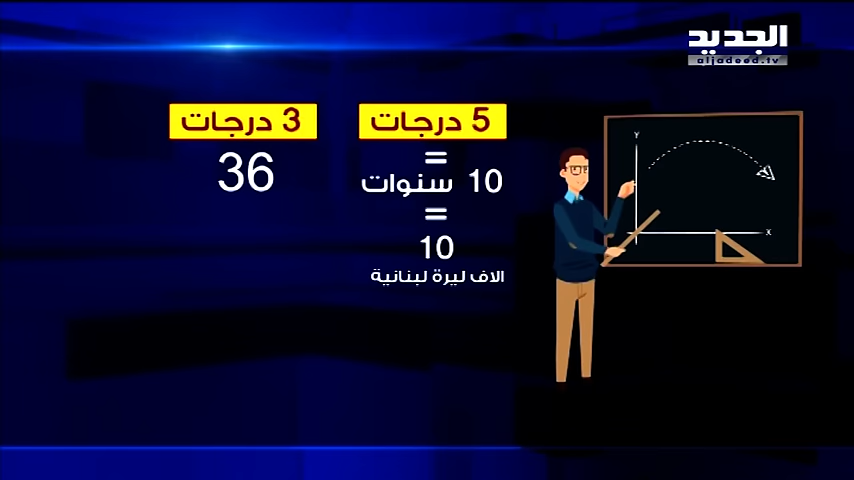 الجديد
aljadeed.tv
5 درجات
=
10 سنوات
=
10
الاف ليرة لبنانية
3 درجات
36
Y
X